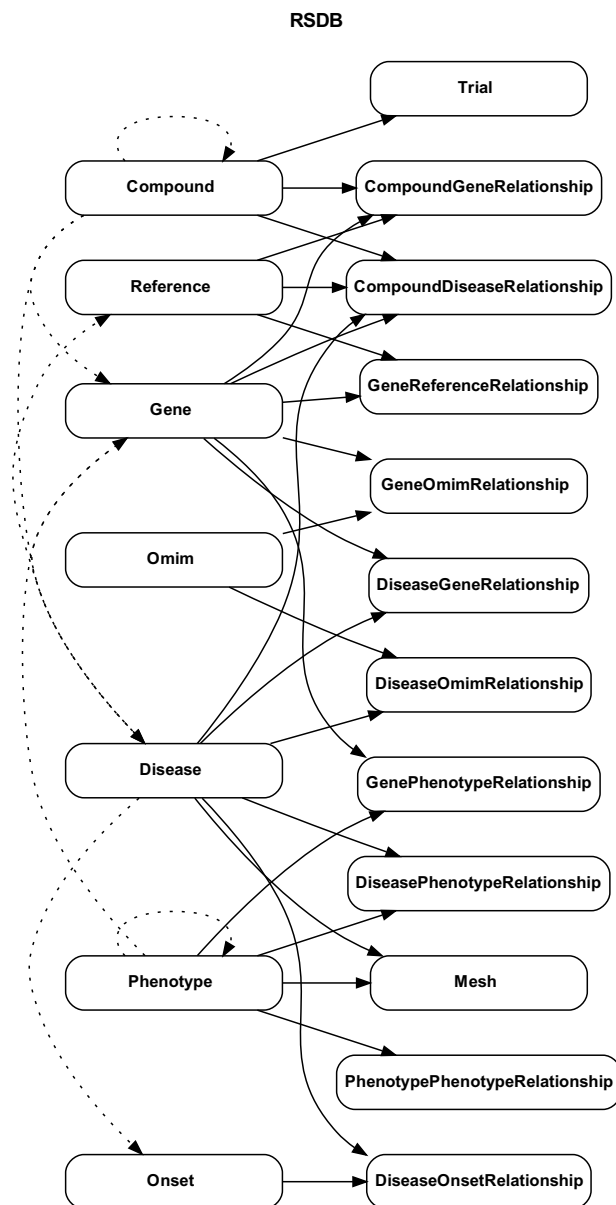 RSDB
Trial
Compound
CompoundGeneRelationship
Reference
CompoundDiseaseRelationship
GeneReferenceRelationship
Gene
GeneOmimRelationship
Omim
DiseaseGeneRelationship
DiseaseOmimRelationship
Disease
GenePhenotypeRelationship
DiseasePhenotypeRelationship
Phenotype
Mesh
PhenotypePhenotypeRelationship
Onset
DiseaseOnsetRelationship